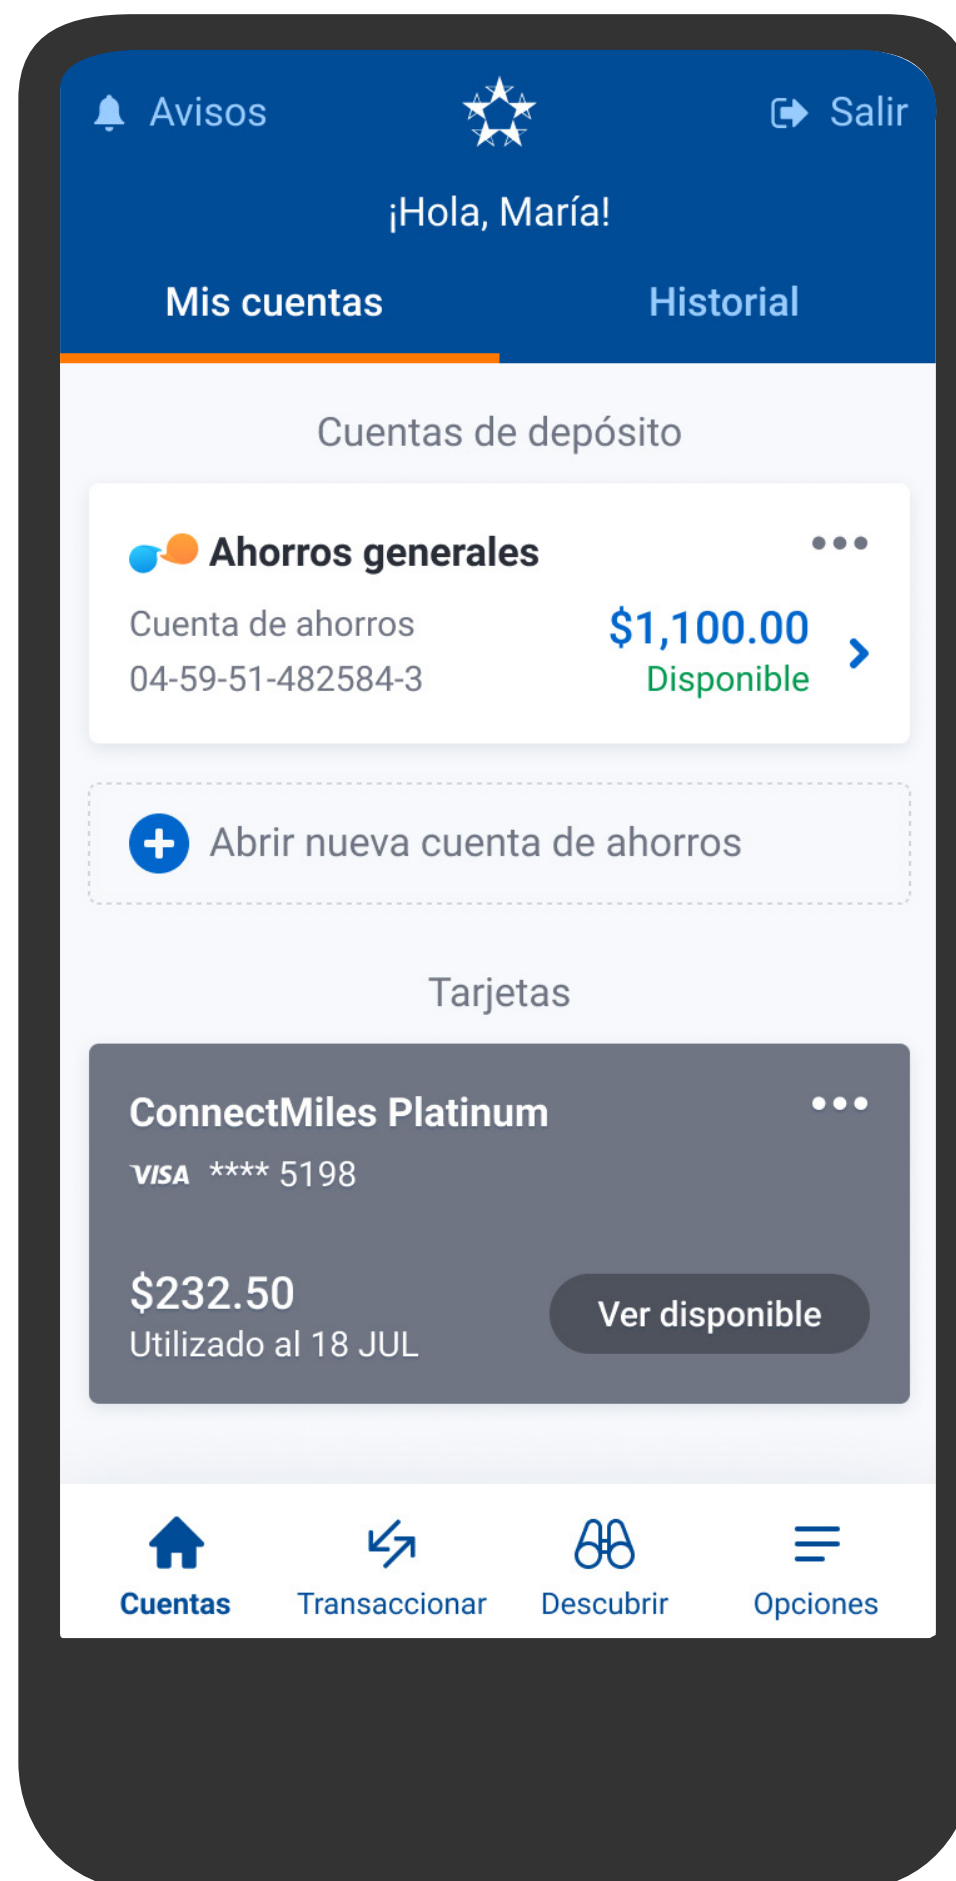 Avisos
Salir
¡Hola, María!
Mis cuentas
Historial
Cuentas de depósito
Ahorros generales
Cuenta de ahorros
$1,100.00
04-59-51-482584-3
Disponible
Abrir nueva cuenta de ahorros
Tarjetas
ConnectMiles Platinum
VISA **** 5198
$232.50
Utilizado al 18 JUL
Ver disponible
Cuentas
Transaccionar
Descubrir
Opciones